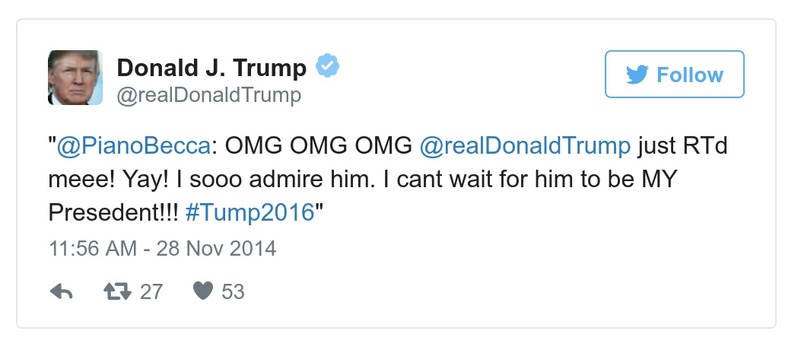 Donald J. Trump
@realDonaldTrump
Follow
"@PianoBecca: OMG OMG OMG @realDonaldTrump just RTd
meee! Yay! I sooo admire him. I cant wait for him to be MY
Presedent!!! #Tump2016"
11:56 AM - 28 Nov 2014
27 53